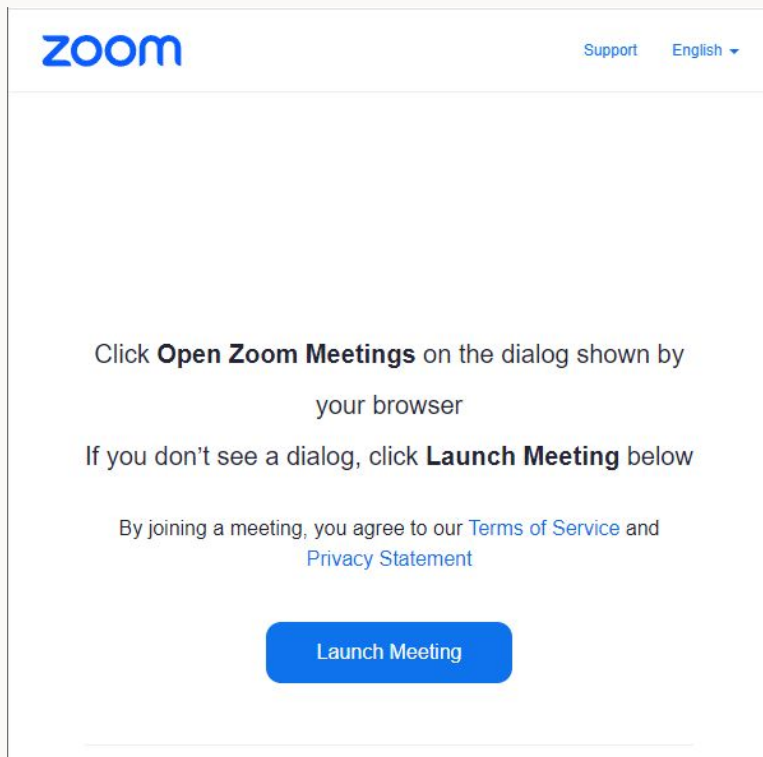 zoom
Support English
Click Open Zoom Meetings on the dialog shown by
your browser
If you don’t see a dialog, click Launch Meeting below
By joining a meeting, you agree to our Terms of Service and
Privacy Statement
Launch Meeting